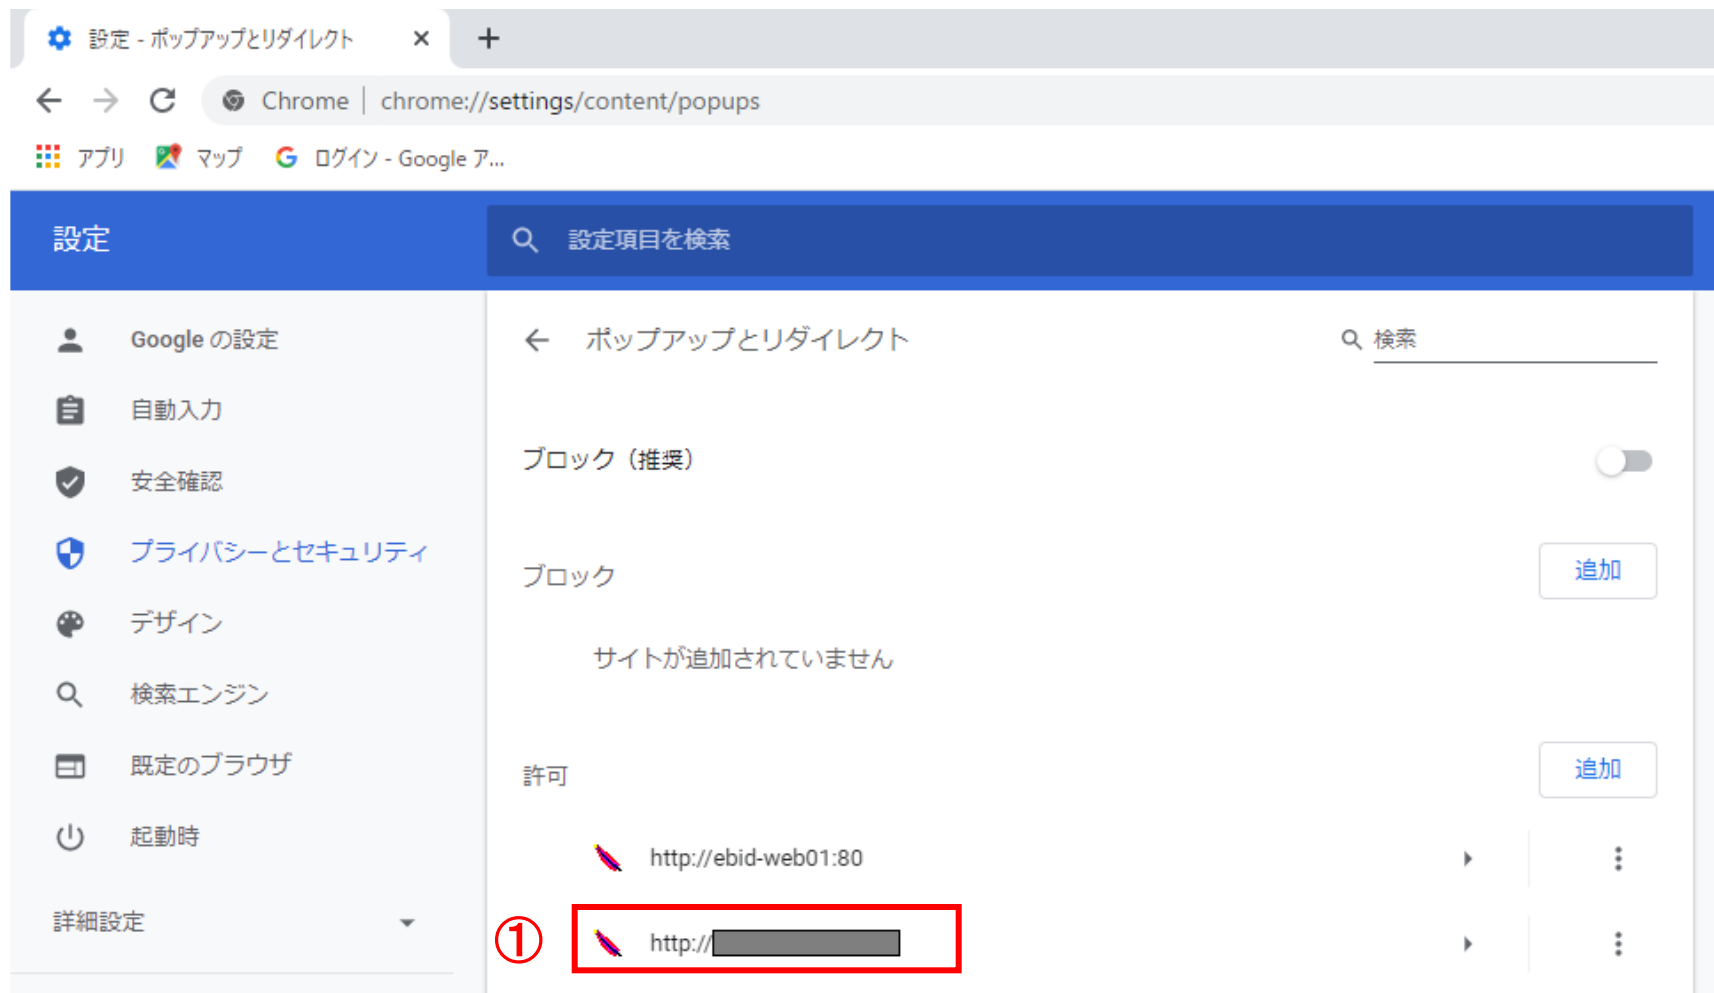 設定 - ポップアップとリダイレクト
Chrome | chrome://settings/content/popups
アプリ マップ ログイン - Google ア...
設定 設定項目を検索
Google の設定
自動入力
安全確認
プライバシーとセキュリティ
デザイン
検索エンジン
既定のブラウザ
起動時
詳細設定
ポップアップとリダイレクト 検索
ブロック（推奨）
ブロック 追加
サイトが追加されていません
許可 追加
http://ebid-web01:80
① http://